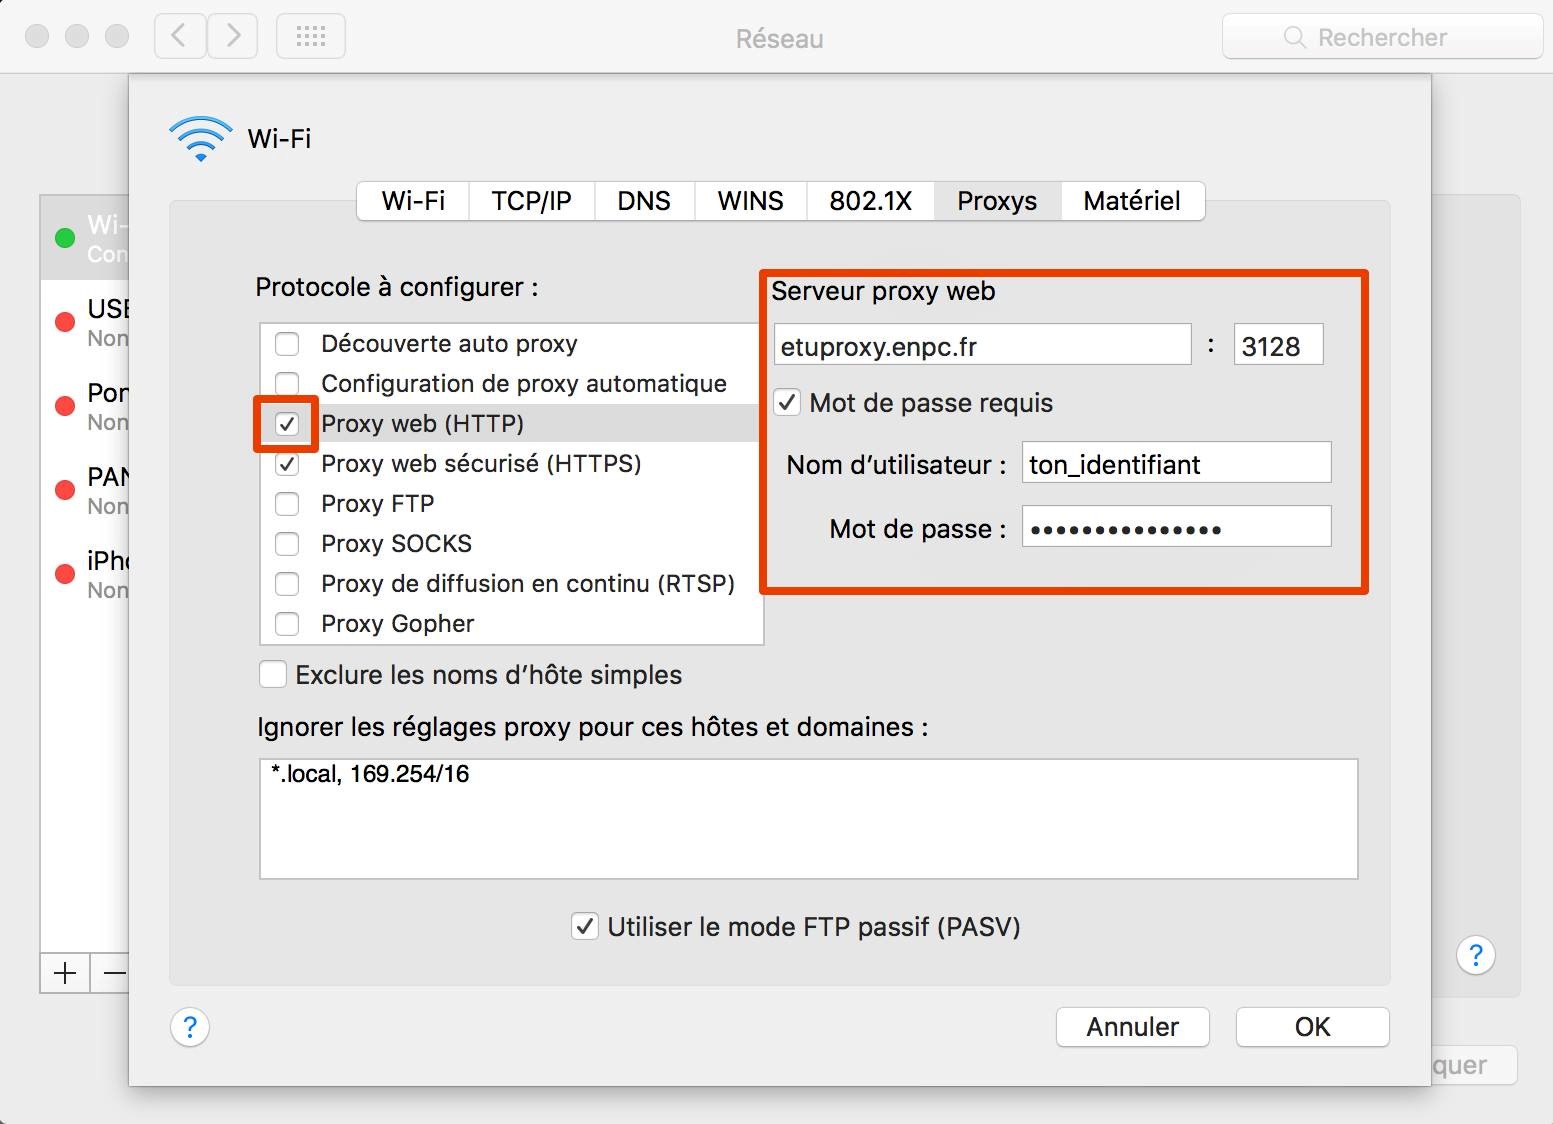 Réseau
Rechercher
Wi-Fi
Wi-Fi TCP/IP DNS WINS 802.1X Proxys Matériel
Wi-
Con
USB
Non
Pon
Non
PAN
Non
iPho
Non
Protocole à configurer :
Découverte auto proxy
Configuration de proxy automatique
Proxy web (HTTP)
Proxy web sécurisé (HTTPS)
Proxy FTP
Proxy SOCKS
Proxy de diffusion en continu (RTSP)
Proxy Gopher
Serveur proxy web
etuproxy.enpc.fr : 3128
Mot de passe requis
Nom d’utilisateur : ton_identifiant
Mot de passe : •••••••••••••••
Exclure les noms d’hôte simples
Ignorer les réglages proxy pour ces hôtes et domaines :
*.local, 169.254/16
Utiliser le mode FTP passif (PASV)
?
?
Annuler OK
quer